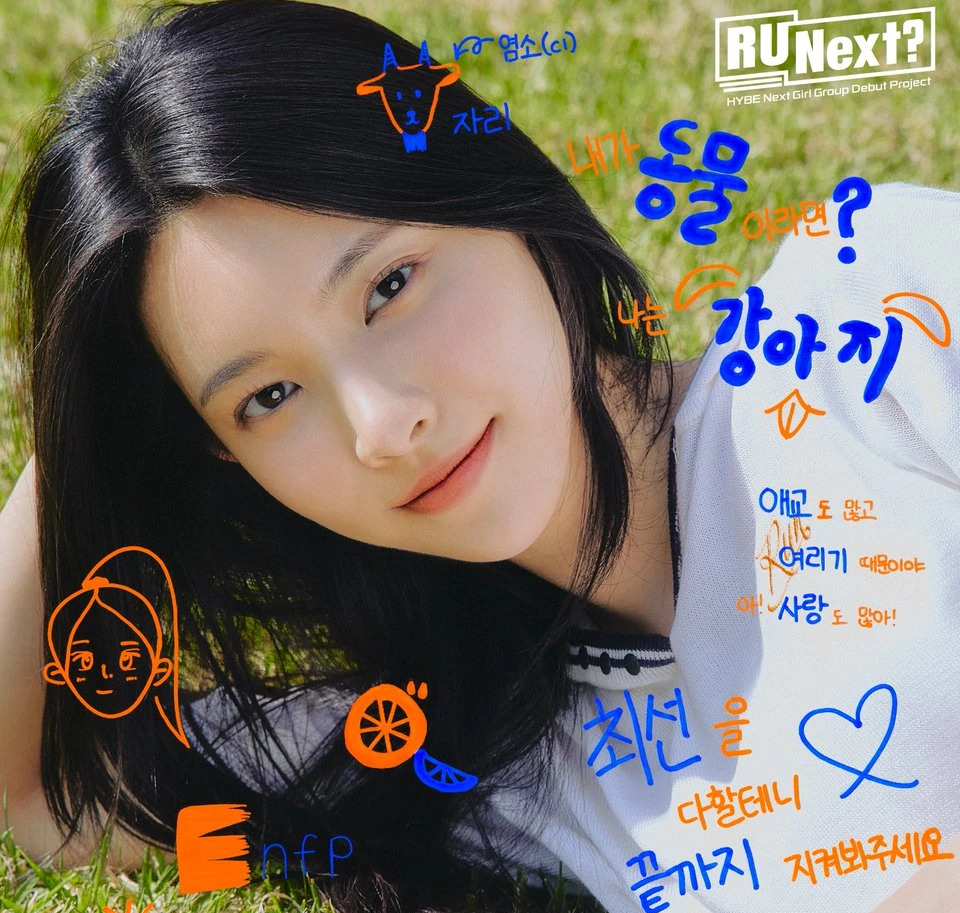 RU Next?
HYBE Next Girl Group Debut Project
염소(cl)
자리
내가 동물 이라면?
나는 강아지
애교도 많고
여리기 때문이야
아! 사랑도 많아!
최선을
다할테니
끝까지 지켜봐주세요
Enfp